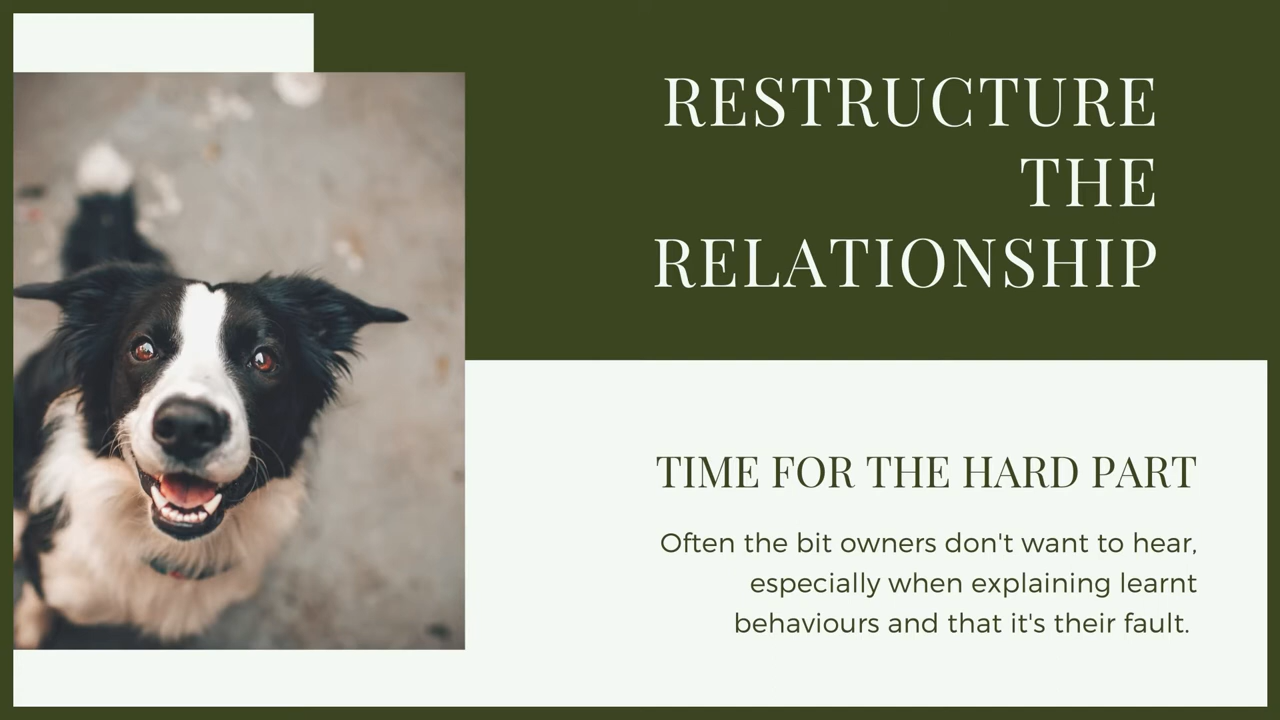 RESTRUCTURE
THE
RELATIONSHIP
TIME FOR THE HARD PART
Often the bit owners don't want to hear,
especially when explaining learnt
behaviours and that it's their fault.